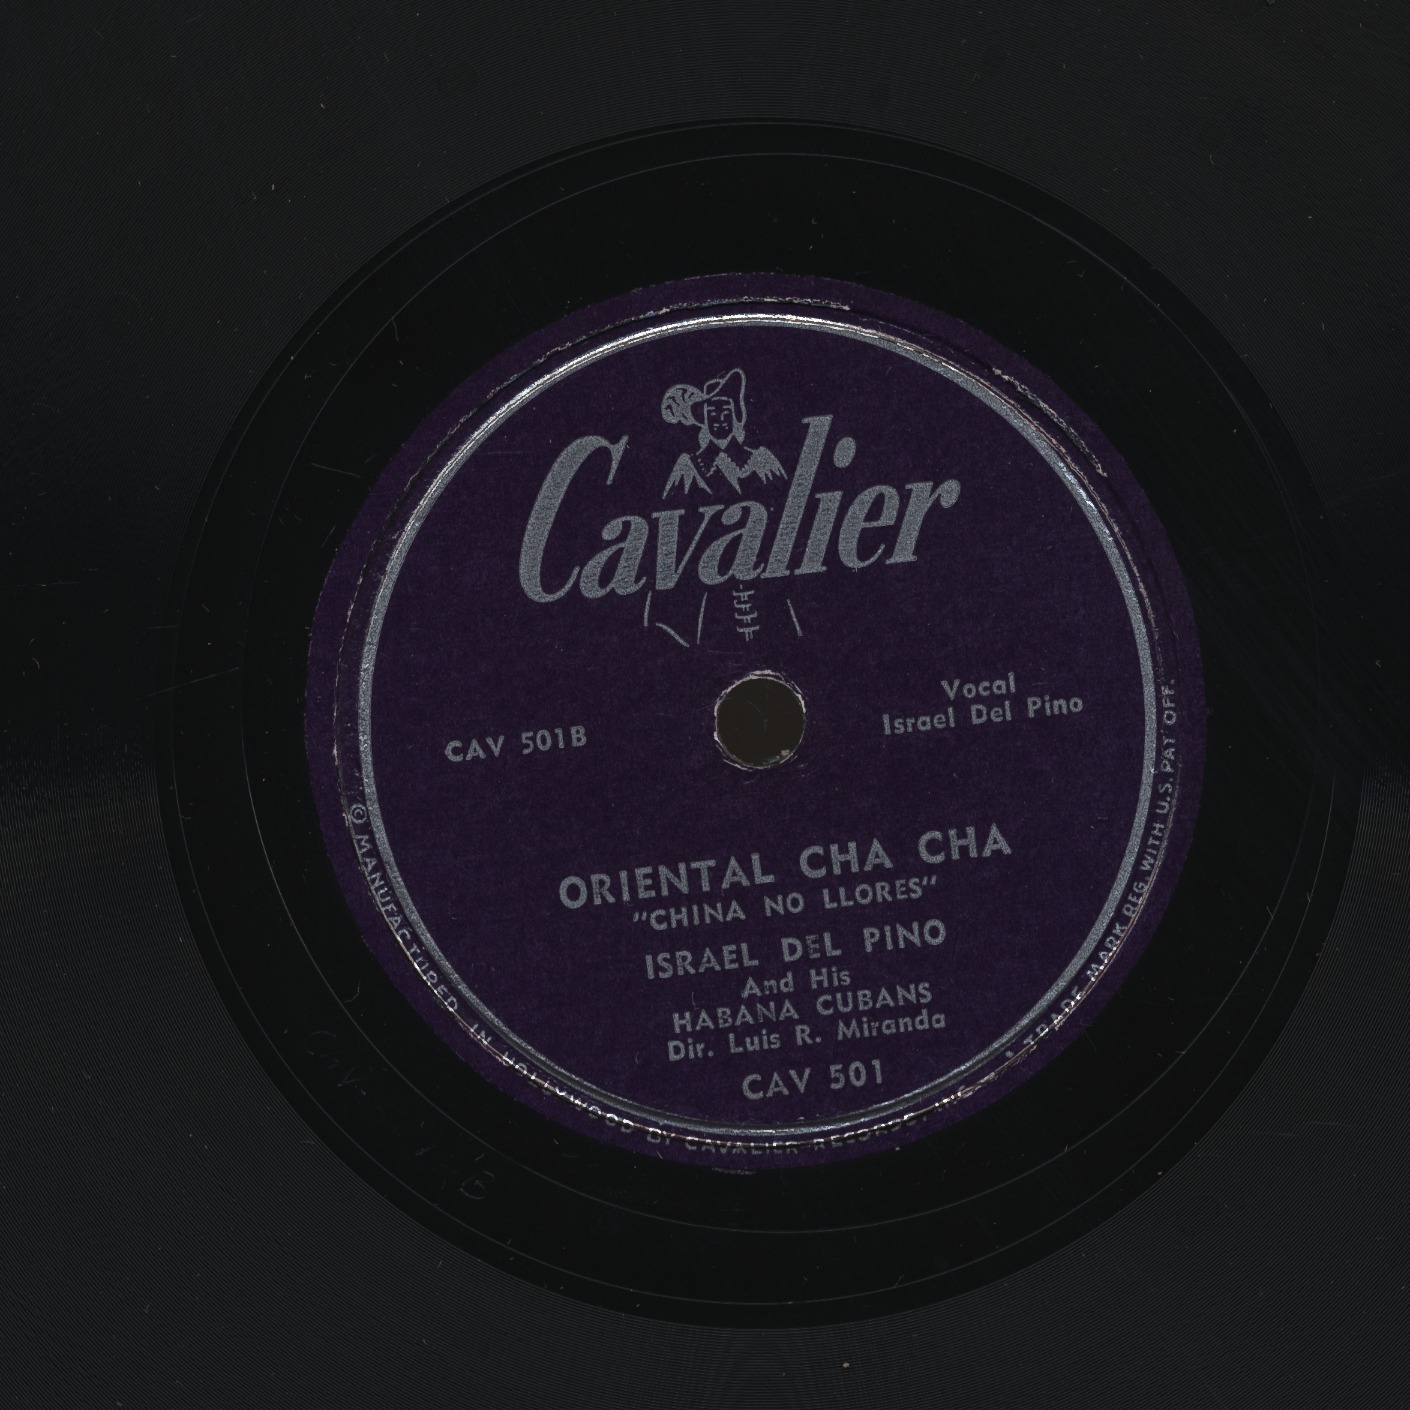 Cavalier
CAV 501B
Vocal
Israel Del Pino
ORIENTAL CHA CHA
"CHINA NO LLORES"
ISRAEL DEL PINO
And His
HABANA CUBANS
Dir. Luis R. Miranda
CAV 501
© MANUFACTURED IN HOLLYWOOD BY CAVALIER RECORDS, INC. TRADE MARK REG. WITH U.S. PAT OFF.